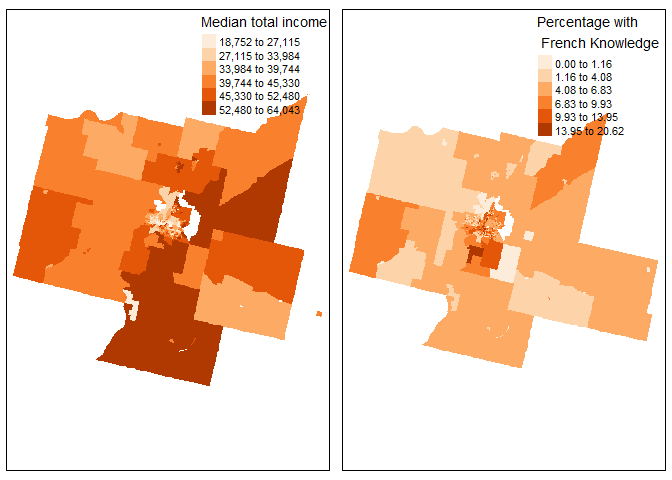 Median total income
18,752 to 27,115
27,115 to 33,984
33,984 to 39,744
39,744 to 45,330
45,330 to 52,480
52,480 to 64,043
Percentage with
French Knowledge
0.00 to 1.16
1.16 to 4.08
4.08 to 6.83
6.83 to 9.93
9.93 to 13.95
13.95 to 20.62